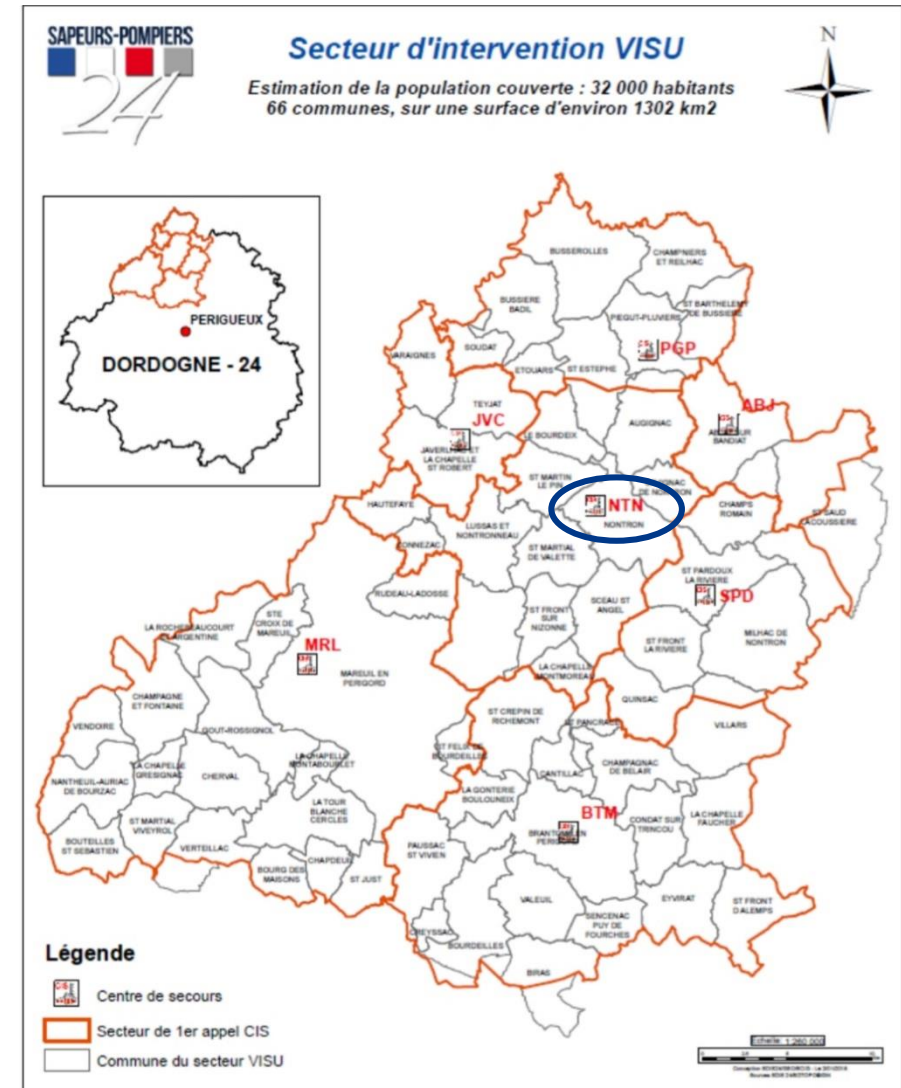 SAPEURS-POMPIERS
24
Secteur d'intervention VISU
Estimation de la population couverte : 32 000 habitants
66 communes, sur une surface d'environ 1302 km2
N
PERIGUEUX
DORDOGNE - 24
BUSSEROLLES
CHAMPNIERS
ET REILHAC
BUSSIERE
BADIL
ST BARTHELEMY
DE BUSSIERE
PIEGUT-PLUVIERS
PGP
SOUDAT
VARAIGNES
ETOUARS
ST ESTEPHE
TEYJAT
JVC
ABJ
AUGIGNAC
LE BOURDEIX
BANDIAT
JAVERLHAC ET
LA CHAPELLE
ST ROBERT
ST MARTIN
LE PIN
HAUTEFAYE
NTN
NONTRON
CHAMPS
ROMAIN
ST SAUD
LACOUSSIERE
LUSSAS ET
NONTRONNEAU
CONNEZAC
ST MARTIAL
DE VALETTE
ST PARDOUX
LA RIVIERE
SPD
RUDEAU-LADOSSE
SCEAU ST
ANGEL
STE
CROIX DE
MAREUIL
ST FRONT
SUR
NIZONNE
ST FRONT
LA RIVIERE
MILHAC DE
NONTRON
MRL
MAREUIL EN
PERIGORD
LA CHAPELLE
MONTMOREAU
QUINSAC
CHAMPAGNE
ET FONTAINE
VENDOIRE
GOUT-ROSSIGNOL
ST CREPIN DE
RICHEMONT
ST PANCRACE
VILLARS
LA CHAPELLE
GRESIGNAC
CHERVAL
LA CHAPELLE
MONTABOURLET
ST FELIX DE
BOURDEILLES
CANTILLAC
CHAMPAGNAC
DE BELAIR
NANTHEUIL-AURIAC
DE BOURZAC
LA GONTERIE
BOULOUNEIX
LA TOUR
BLANCHE
CERCLES
BTM
BRANTOME EN
PERIGORD
CONDAT SUR
TRINCOU
LA CHAPELLE
FAUCHER
ST MARTIAL
VIVEYROL
BOUTEILLES
ST SEBASTIEN
VERTEILLAC
PAUSSAC
ST VIVIEN
BOURG DES
MAISONS
CHAPDEUIL
ST JUST
VALEUIL
EYVIRAT
ST FRONT
D ALEMPS
SENCENAC
PUY DE
FOURCHES
CREYSSAC
BOURDEILLES
BIRAS
Légende
Centre de secours
Secteur de 1er appel CIS
Commune du secteur VISU
Echelle: 1:260 000